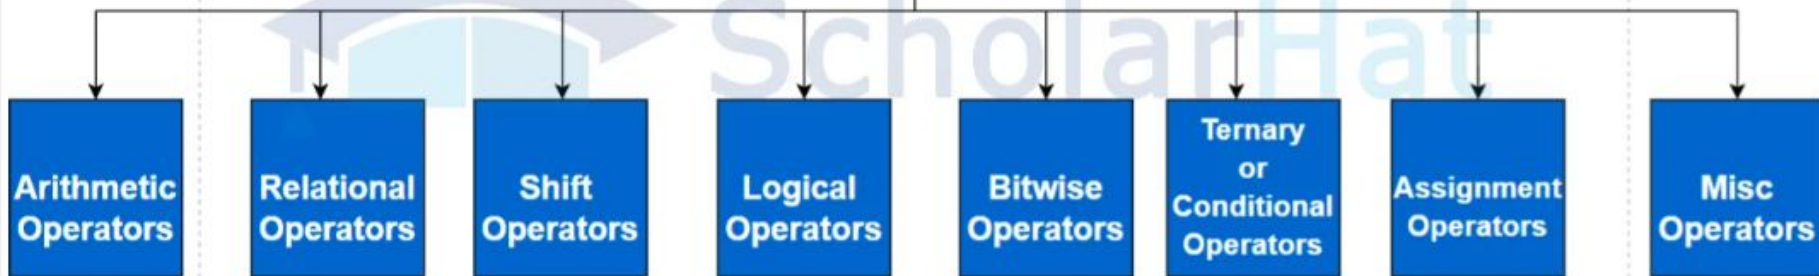 ScholarHat
Arithmetic
Operators
Relational
Operators
Shift
Operators
Logical
Operators
Bitwise
Operators
Ternary
or
Conditional
Operators
Assignment
Operators
Misc
Operators